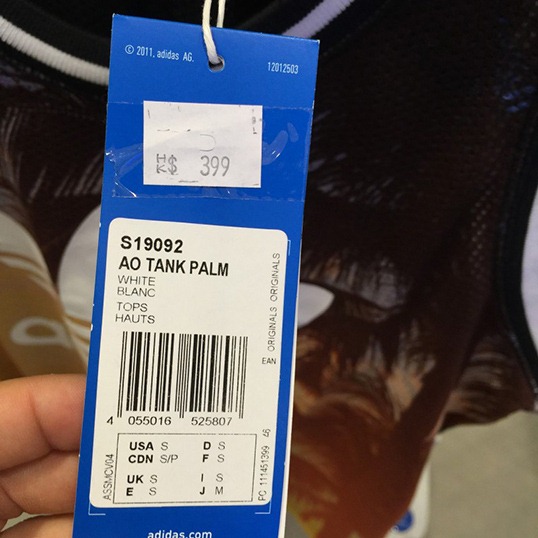 © 2011, adidas AG.
12012503
HK$ 399
S19092
AO TANK PALM
WHITE
BLANC
TOPS
HAUTS
ORIGINALS ORIGINALS
EAN
4 055016 525807
USA S D S
CDN S/P F S
UK S I S
E S J M
ASSMCV04
PC 111451399 46
adidas.com